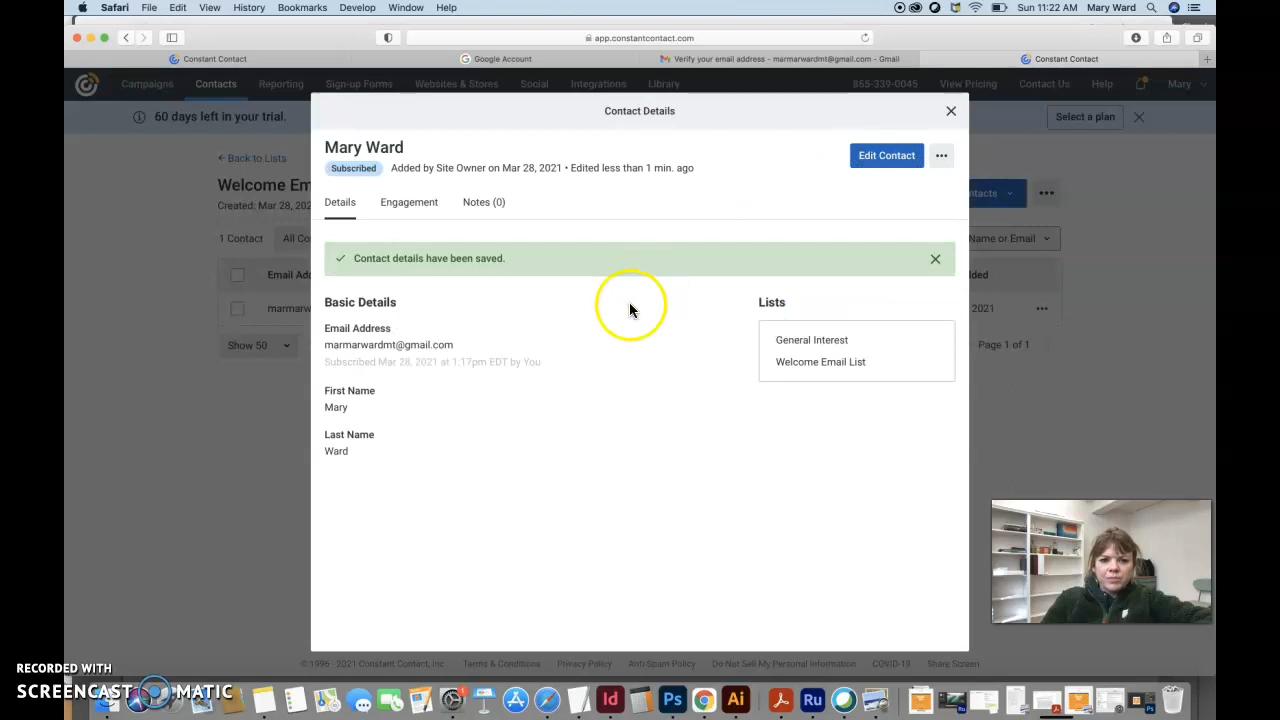 Safari File Edit View History Bookmarks Develop Window Help Sun 11:22 AM Mary Ward
app.constantcontact.com
Constant Contact Google Account Verify your email address - marmarwardmt@gmail.com - Gmail Constant Contact
Campaigns Contacts Reporting Sign-up Forms Websites & Stores Social Integrations Library 855-339-0045 View Pricing Contact Us Help Mary
60 days left in your trial. Select a plan
Contact Details
Back to Lists
Mary Ward
Edit Contact
Subscribed Added by Site Owner on Mar 28, 2021 • Edited less than 1 min. ago
Welcome Em
Created: Mar 28, 202
Details Engagement Notes (0)
1 Contact All Co Name or Email
Contact details have been saved.
Email Add
Basic Details Lists
marmarw 2021
Email Address
marmarwardmt@gmail.com
Subscribed Mar 28, 2021 at 1:17pm EDT by You
General Interest
Welcome Email List
Show 50 Page 1 of 1
First Name
Mary
Last Name
Ward
© 1996 - 2021 Constant Contact, Inc Terms & Conditions Privacy Policy Anti-Spam Policy Do Not Sell My Personal Information COVID-19 Share Screen
RECORDED WITH
SCREENCAST MATIC
Id Ps Ai Ru